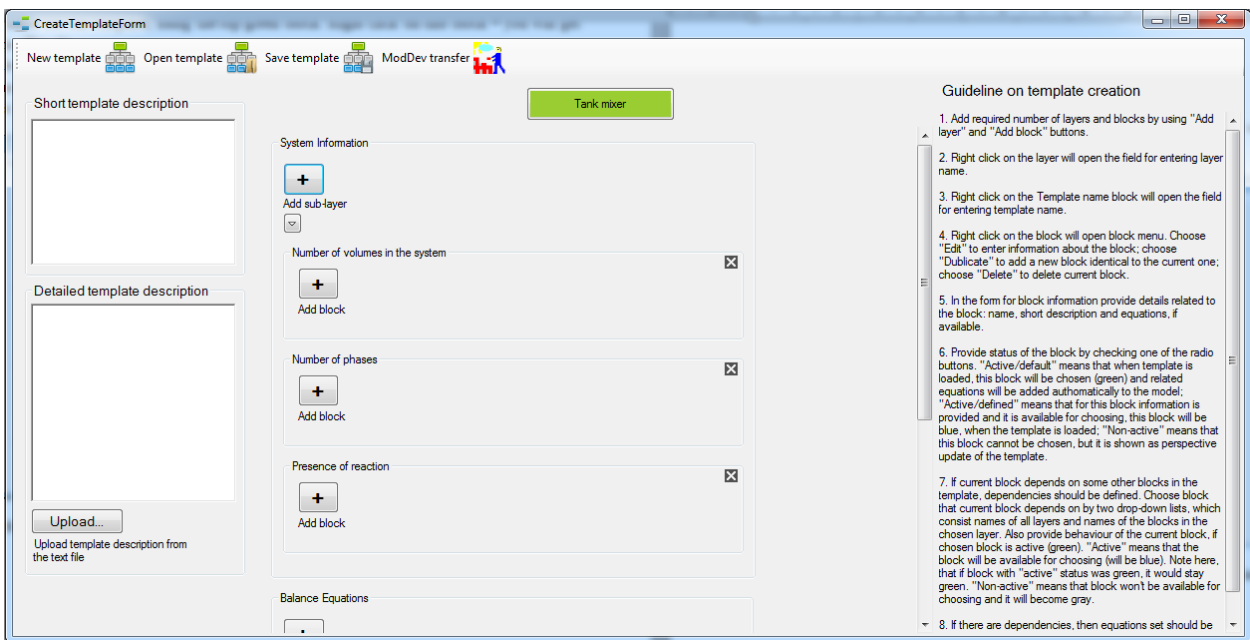 CreateTemplateForm
New template
Open template
Save template
ModDev transfer
Short template description
Detailed template description
Upload...
Upload template description from
the text file
Tank mixer
System Information
+
Add sub-layer
Number of volumes in the system
+
Add block
Number of phases
+
Add block
Presence of reaction
+
Add block
Balance Equations
Guideline on template creation
1. Add required number of layers and blocks by using "Add
layer" and "Add block" buttons.
2. Right click on the layer will open the field for entering layer
name.
3. Right click on the Template name block will open the field
for entering template name.
4. Right click on the block will open block menu. Choose
"Edit" to enter information about the block; choose
"Dublicate" to add a new block identical to the current one;
choose "Delete" to delete current block.
5. In the form for block information provide details related to
the block: name, short description and equations, if
available.
6. Provide status of the block by checking one of the radio
buttons. "Active/default" means that when template is
loaded, this block will be chosen (green) and related
equations will be added authomatically to the model;
"Active/defined" means that for this block information is
provided and it is available for choosing, this block will be
blue, when the template is loaded; "Non-active" means that
this block cannot be chosen, but it is shown as perspective
update of the template.
7. If current block depends on some other blocks in the
template, dependencies should be defined. Choose block
that current block depends on by two drop-down lists, which
consist names of all layers and names of the blocks in the
chosen layer. Also provide behaviour of the current block, if
chosen block is active (green). "Active" means that the
block will be available for choosing (will be blue). Note here,
that if block with "active" status was green, it would stay
green. "Non-active" means that block won't be available for
choosing and it will become gray.
8. If there are dependencies, then equations set should be